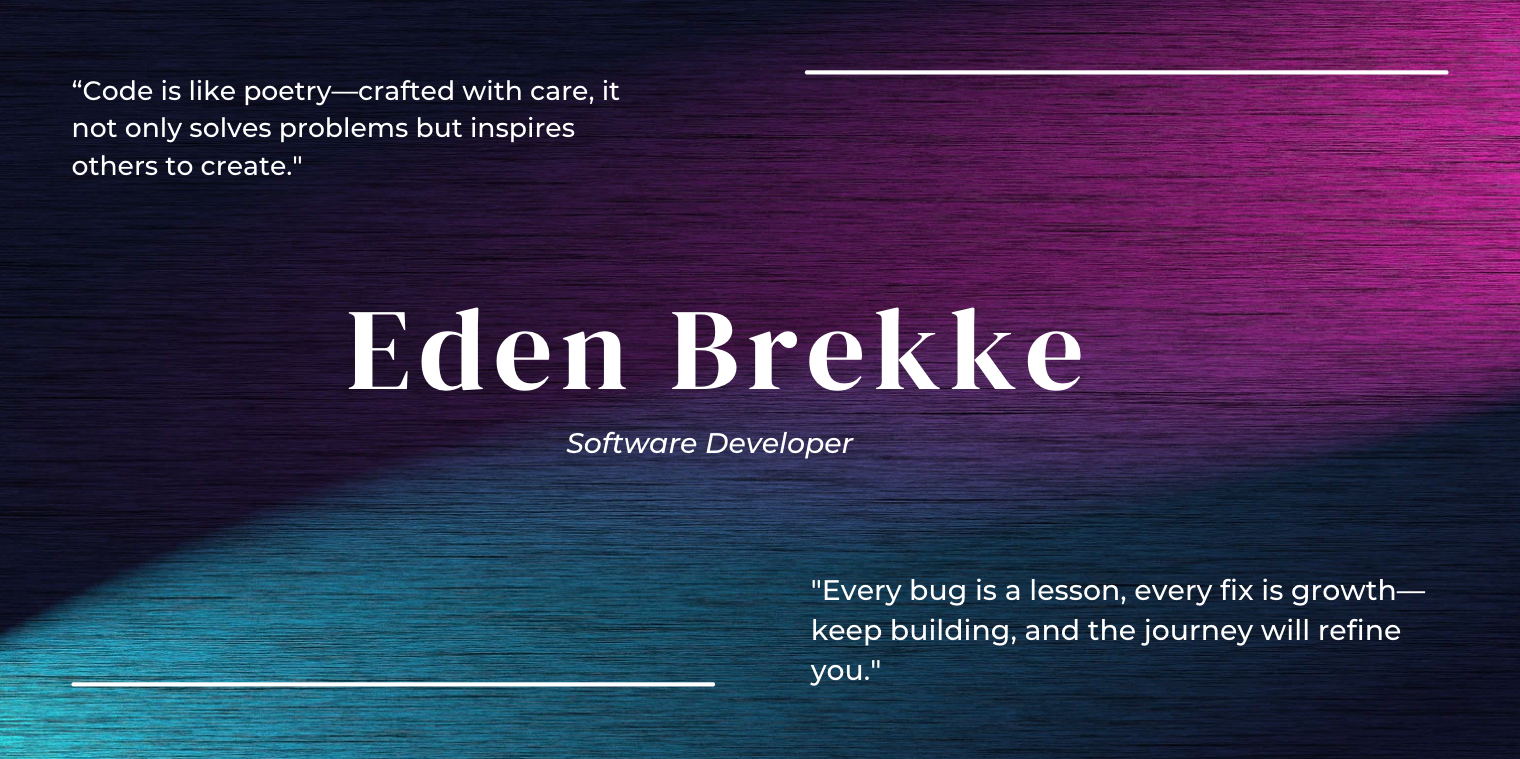 “Code is like poetry—crafted with care, it
not only solves problems but inspires
others to create."
Eden Brekke
Software Developer
"Every bug is a lesson, every fix is growth—
keep building, and the journey will refine
you."